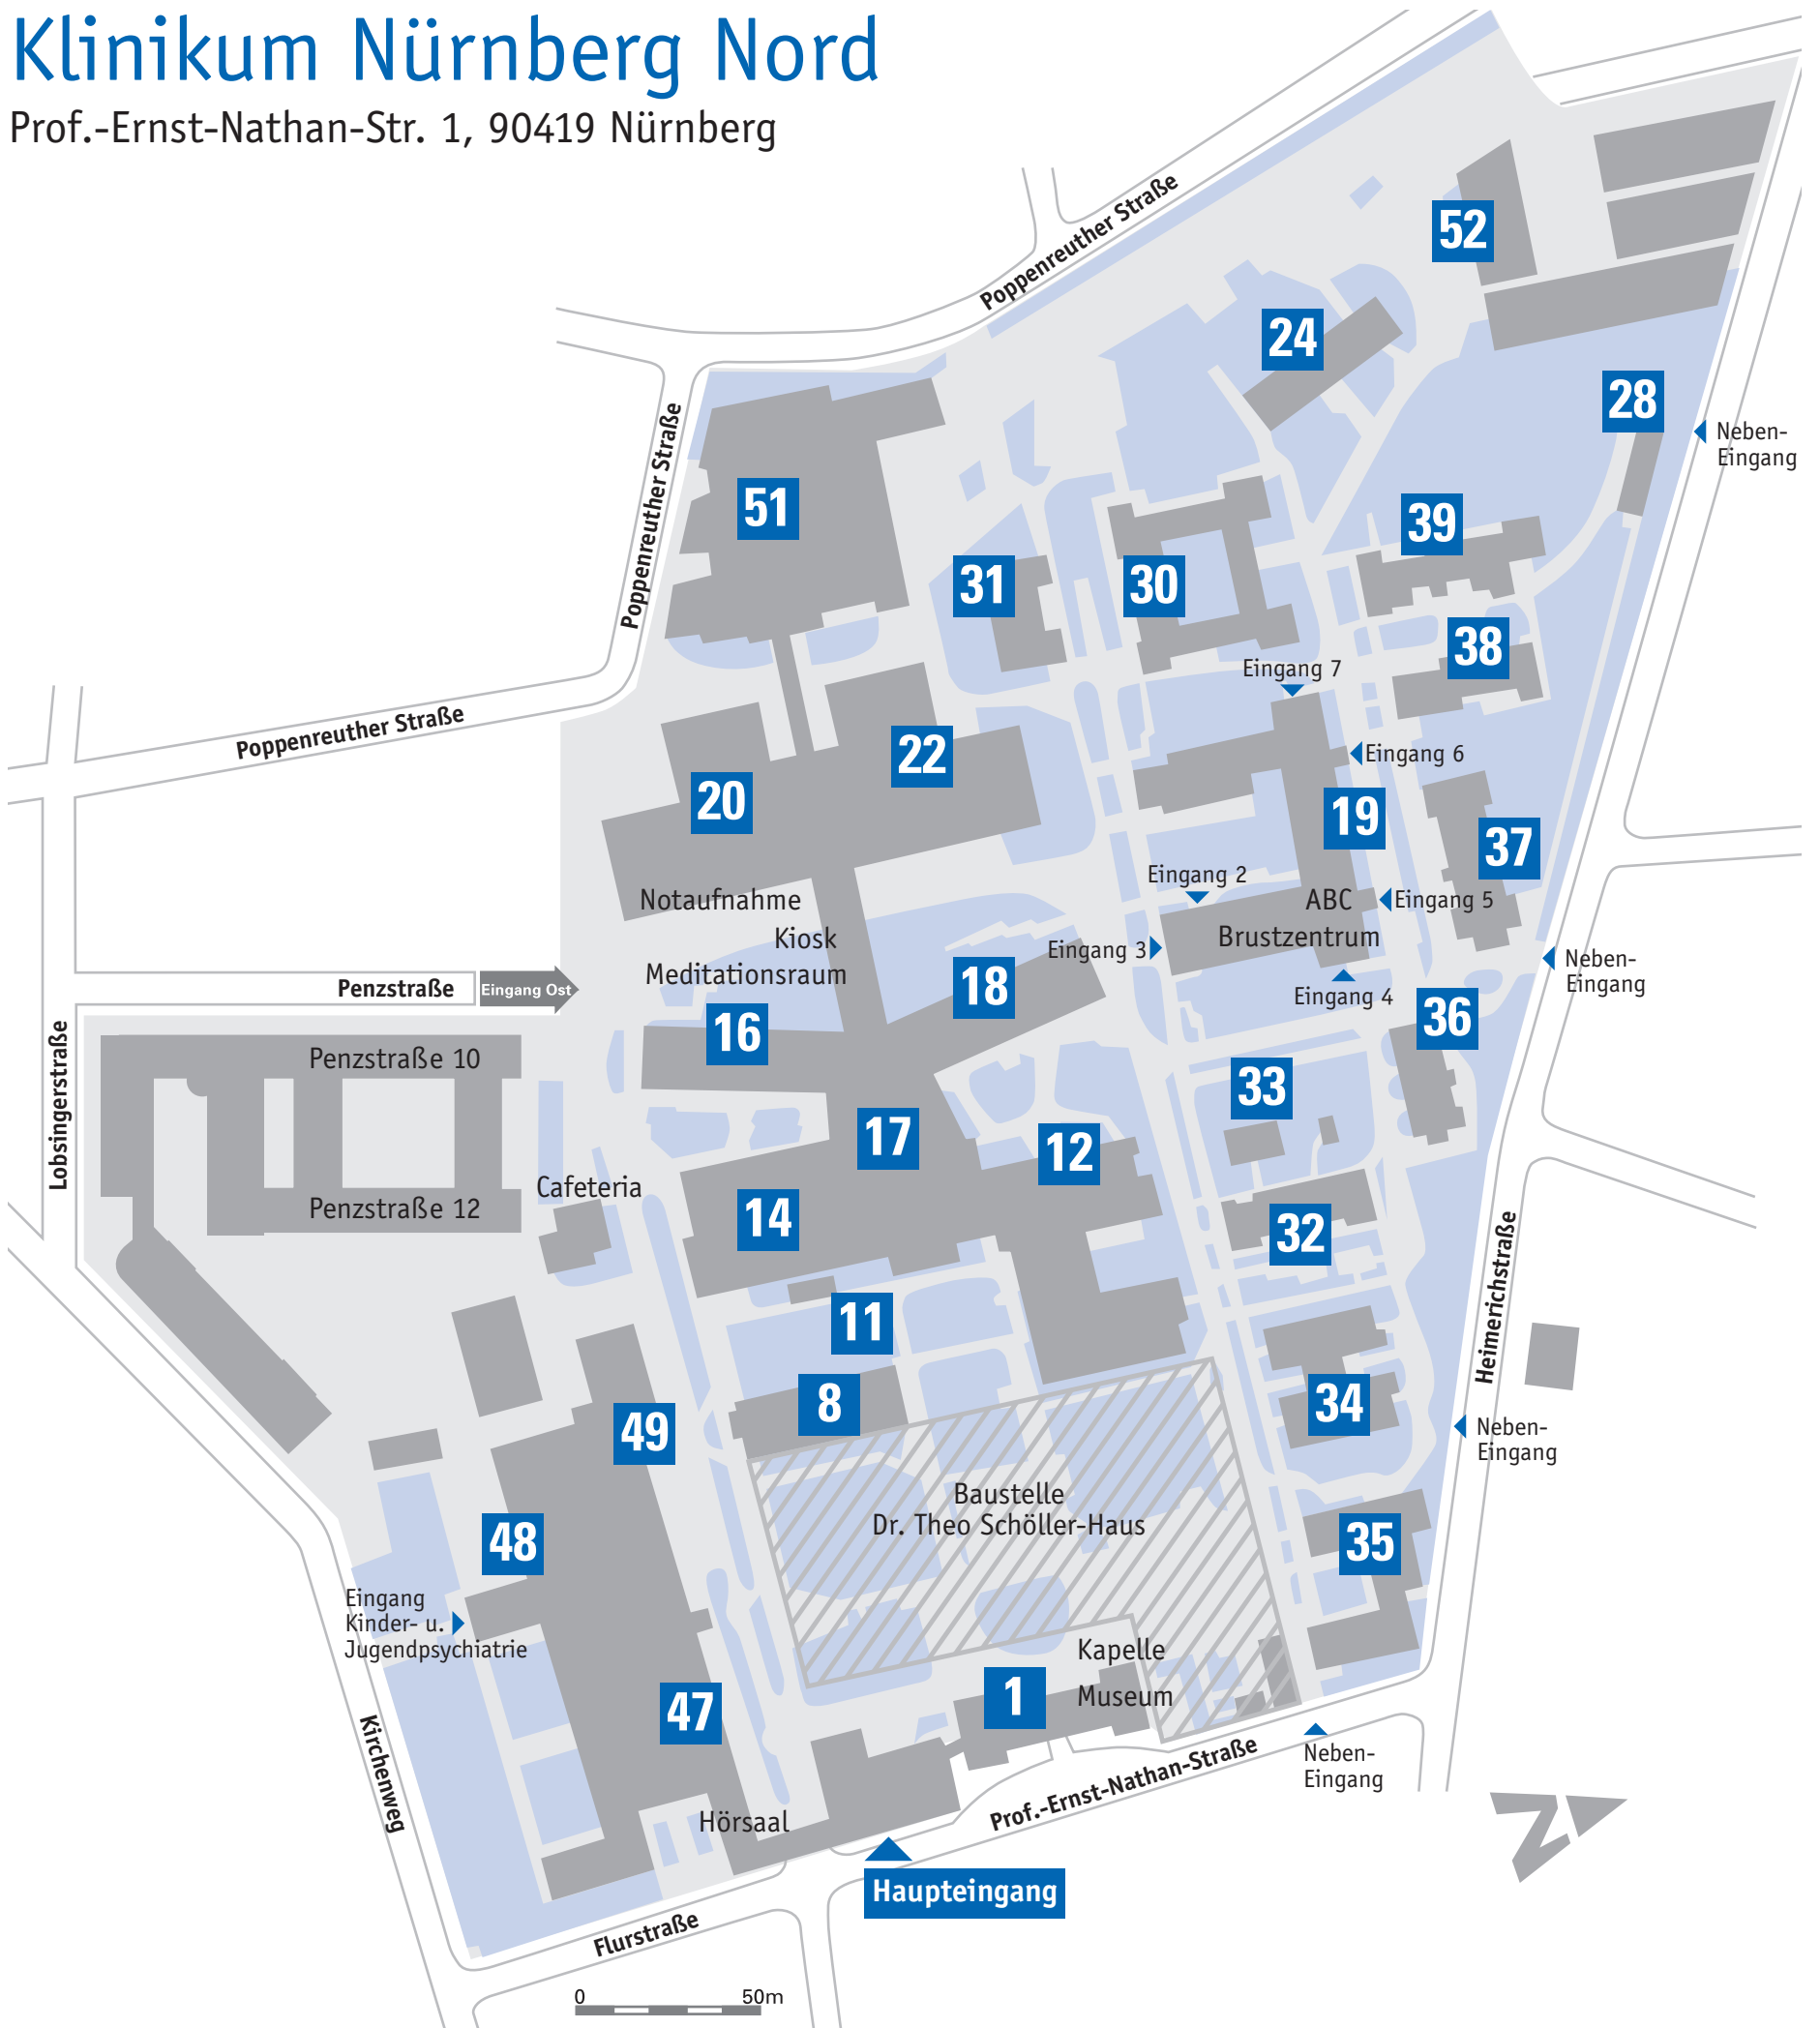 Klinikum Nürnberg Nord
Prof.-Ernst-Nathan-Str. 1, 90419 Nürnberg
Poppenreuther Straße
52
24
28
Neben-
Eingang
Poppenreuther Straße
51
39
31
30
38
Eingang 7
Poppenreuther Straße
22
Eingang 6
20
19
37
Eingang 2
Notaufnahme
ABC
Eingang 5
Kiosk
Brustzentrum
Eingang 3
Neben-
Eingang
Meditationsraum
18
Penzstraße
Eingang Ost
Eingang 4
36
16
Penzstraße 10
Lobsingerstraße
33
17
12
Cafeteria
Penzstraße 12
14
32
Heimerichstraße
11
8
34
49
Neben-
Eingang
Baustelle
Dr. Theo Schöller-Haus
48
35
Eingang
Kinder- u.
Jugendpsychiatrie
Kapelle
1
Museum
47
Kirchenweg
Prof.-Ernst-Nathan-Straße
Neben-
Eingang
Hörsaal
N
Haupteingang
Flurstraße
0
50m